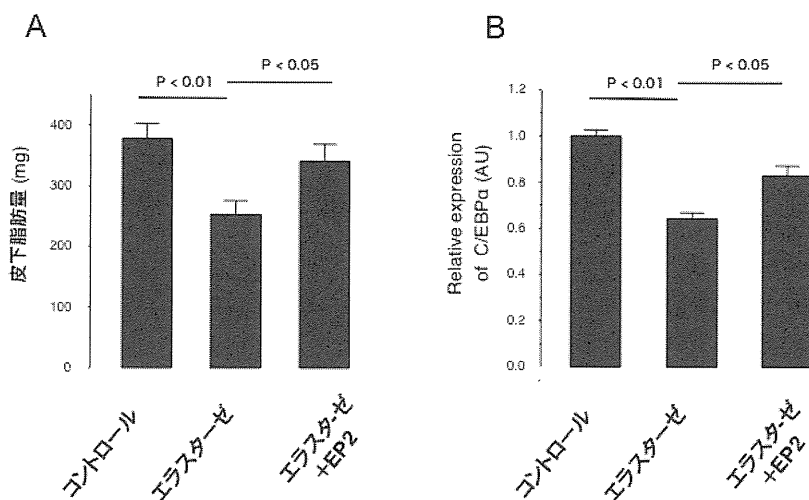 A
P < 0.01
P < 0.05
皮下脂肪量 (mg)
400
300
200
100
0
コントロール
エラスターゼ
エラスタ-ゼ
+EP2
B
P < 0.01
P < 0.05
Relative expression
of C/EBPα (AU)
1.2
1.0
0.8
0.6
0.4
0.2
0.0
コントロール
エラスターゼ
エラスタ-ゼ
+EP2